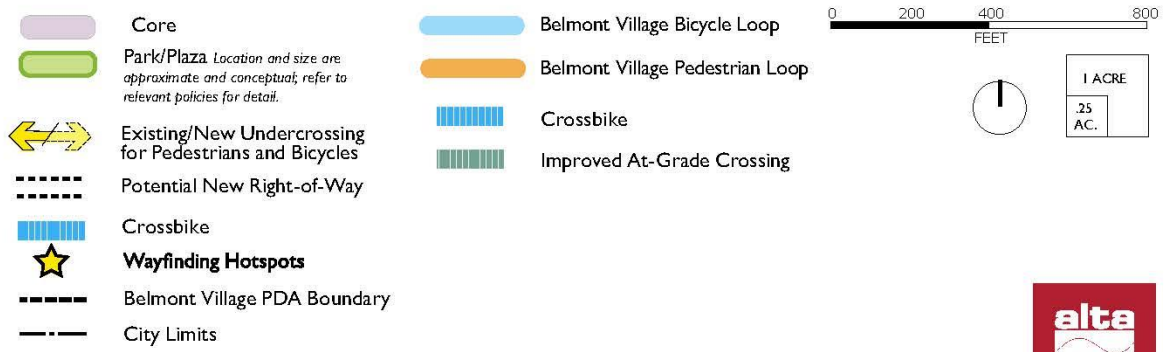 Core
Park/Plaza Location and size are
approximate and conceptual; refer to
relevant policies for detail.
Existing/New Undercrossing
for Pedestrians and Bicycles
Potential New Right-of-Way
Crossbike
Wayfinding Hotspots
Belmont Village PDA Boundary
City Limits
Belmont Village Bicycle Loop
Belmont Village Pedestrian Loop
Crossbike
Improved At-Grade Crossing
0 200 400 800
FEET
1 ACRE
.25
AC.
alta